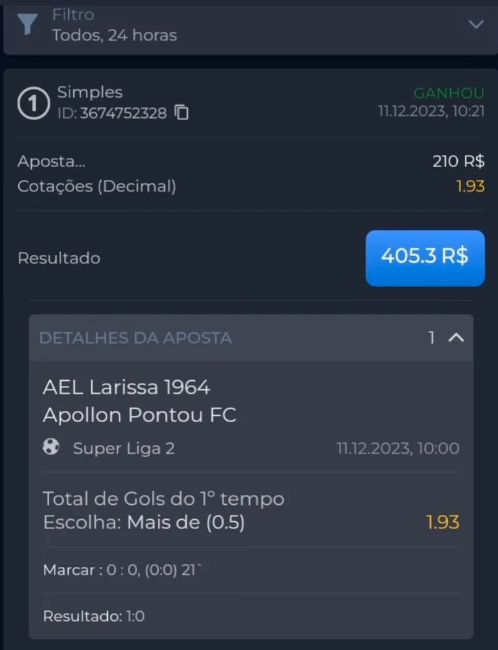 Filtro
Todos, 24 horas
1 Simples GANHOU
ID: 3674752328 11.12.2023, 10:21
Aposta... 210 R$
Cotações (Decimal) 1.93
Resultado 405.3 R$
DETALHES DA APOSTA 1
AEL Larissa 1964
Apollon Pontou FC
Super Liga 2 11.12.2023, 10:00
Total de Gols do 1º tempo
Escolha: Mais de (0.5) 1.93
Marcar : 0 : 0, (0:0) 21`
Resultado: 1:0